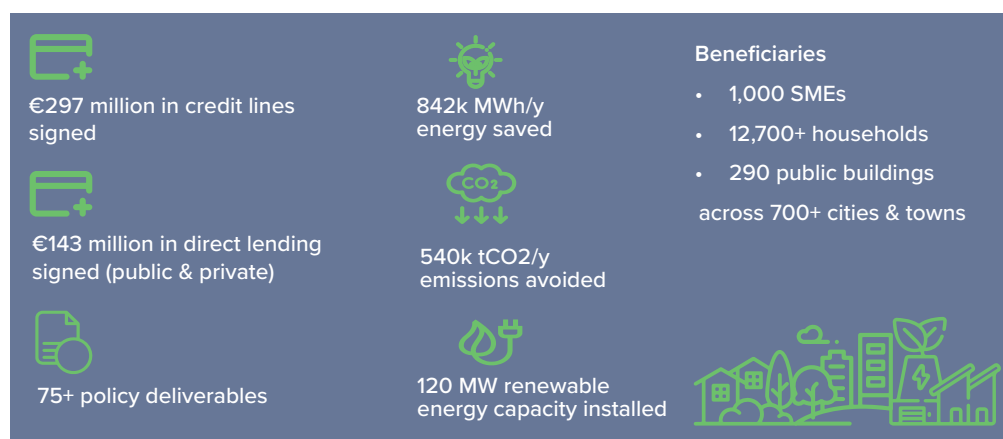 €297 million in credit lines
signed
€143 million in direct lending
signed (public & private)
75+ policy deliverables
842k MWh/y
energy saved
CO2
540k tCO2/y
emissions avoided
120 MW renewable
energy capacity installed
Beneficiaries
• 1,000 SMEs
• 12,700+ households
• 290 public buildings
across 700+ cities & towns